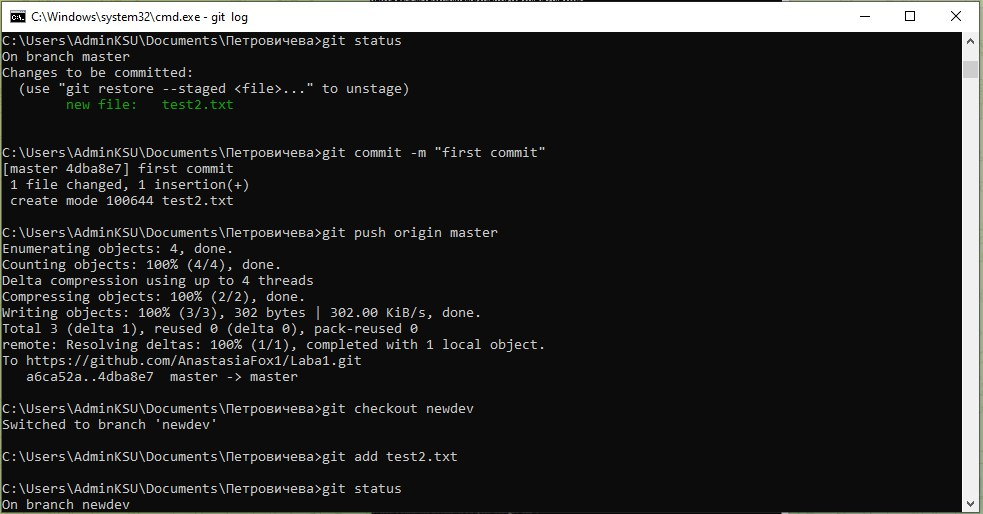 C:\Windows\system32\cmd.exe - git  log
C:\Users\AdminKSU\Documents\Петровичева>git status
On branch master
Changes to be committed:
  (use "git restore --staged <file>..." to unstage)
        new file:   test2.txt
C:\Users\AdminKSU\Documents\Петровичева>git commit -m "first commit"
[master 4dba8e7] first commit
 1 file changed, 1 insertion(+)
 create mode 100644 test2.txt
C:\Users\AdminKSU\Documents\Петровичева>git push origin master
Enumerating objects: 4, done.
Counting objects: 100% (4/4), done.
Delta compression using up to 4 threads
Compressing objects: 100% (2/2), done.
Writing objects: 100% (3/3), 302 bytes | 302.00 KiB/s, done.
Total 3 (delta 1), reused 0 (delta 0), pack-reused 0
remote: Resolving deltas: 100% (1/1), completed with 1 local object.
To https://github.com/AnastasiaFox1/Laba1.git
   a6ca52a..4dba8e7  master -> master
C:\Users\AdminKSU\Documents\Петровичева>git checkout newdev
Switched to branch 'newdev'
C:\Users\AdminKSU\Documents\Петровичева>git add test2.txt
C:\Users\AdminKSU\Documents\Петровичева>git status
On branch newdev